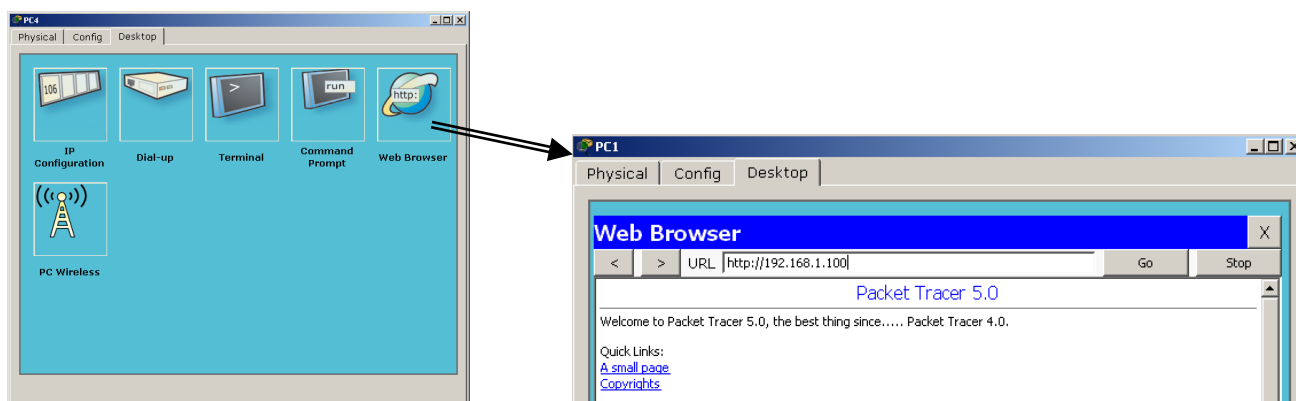 PC4
Physical Config Desktop
106
>
run
http:
IP Configuration
Dial-up
Terminal
Command Prompt
Web Browser
PC Wireless
PC1
Physical Config Desktop
Web Browser X
< > URL http://192.168.1.100 Go Stop
Packet Tracer 5.0
Welcome to Packet Tracer 5.0, the best thing since..... Packet Tracer 4.0.
Quick Links:
A small page
Copyrights